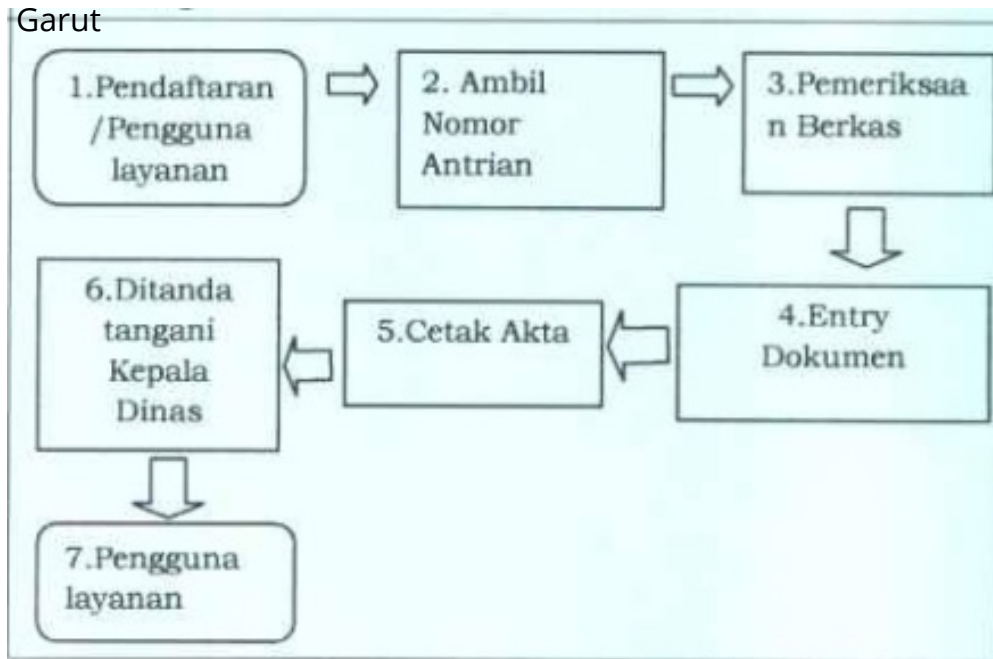 Garut
1.Pendaftaran
/Pengguna
layanan
2. Ambil
Nomor
Antrian
3.Pemeriksaa
n Berkas
4.Entry
Dokumen
5.Cetak Akta
6.Ditanda
tangani
Kepala
Dinas
7.Pengguna
layanan